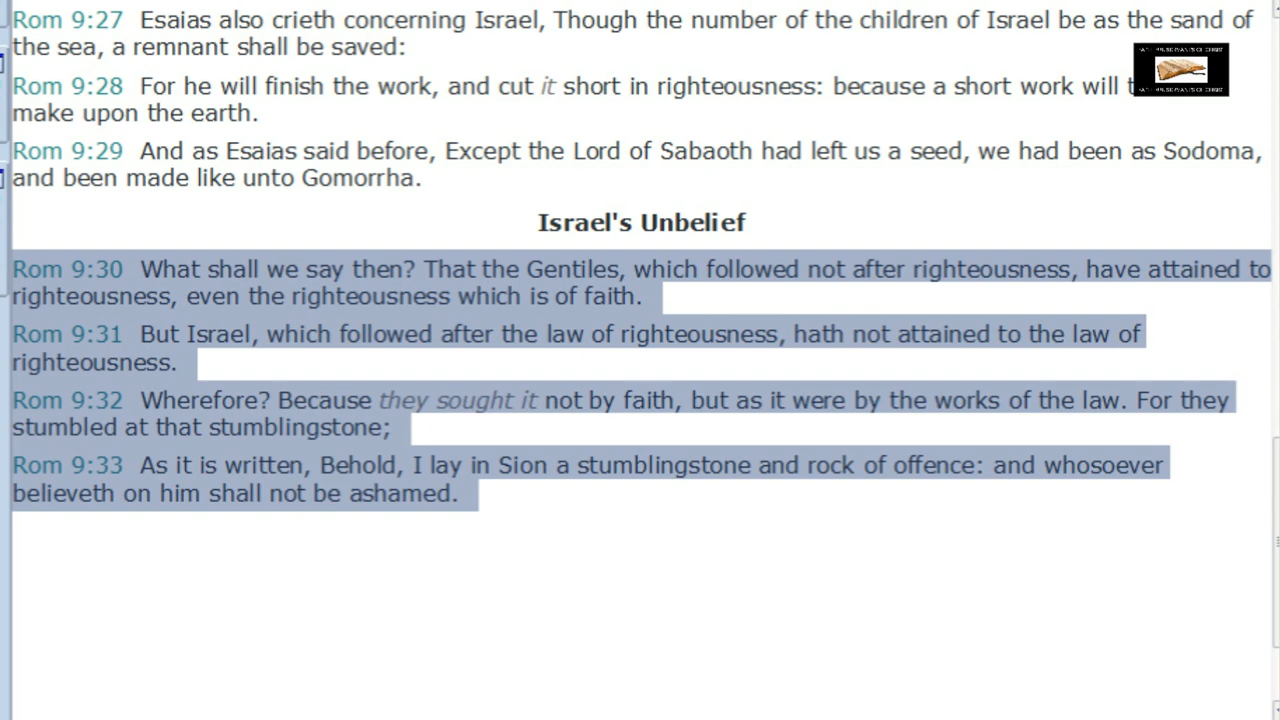 Rom 9:27 Esaias also crieth concerning Israel, Though the number of the children of Israel be as the sand of
the sea, a remnant shall be saved:
Rom 9:28 For he will finish the work, and cut it short in righteousness: because a short work will
make upon the earth.
Rom 9:29 And as Esaias said before, Except the Lord of Sabaoth had left us a seed, we had been as Sodoma,
and been made like unto Gomorrha.
Israel's Unbelief
Rom 9:30 What shall we say then? That the Gentiles, which followed not after righteousness, have attained to
righteousness, even the righteousness which is of faith.
Rom 9:31 But Israel, which followed after the law of righteousness, hath not attained to the law of
righteousness.
Rom 9:32 Wherefore? Because they sought it not by faith, but as it were by the works of the law. For they
stumbled at that stumblingstone;
Rom 9:33 As it is written, Behold, I lay in Sion a stumblingstone and rock of offence: and whosoever
believeth on him shall not be ashamed.